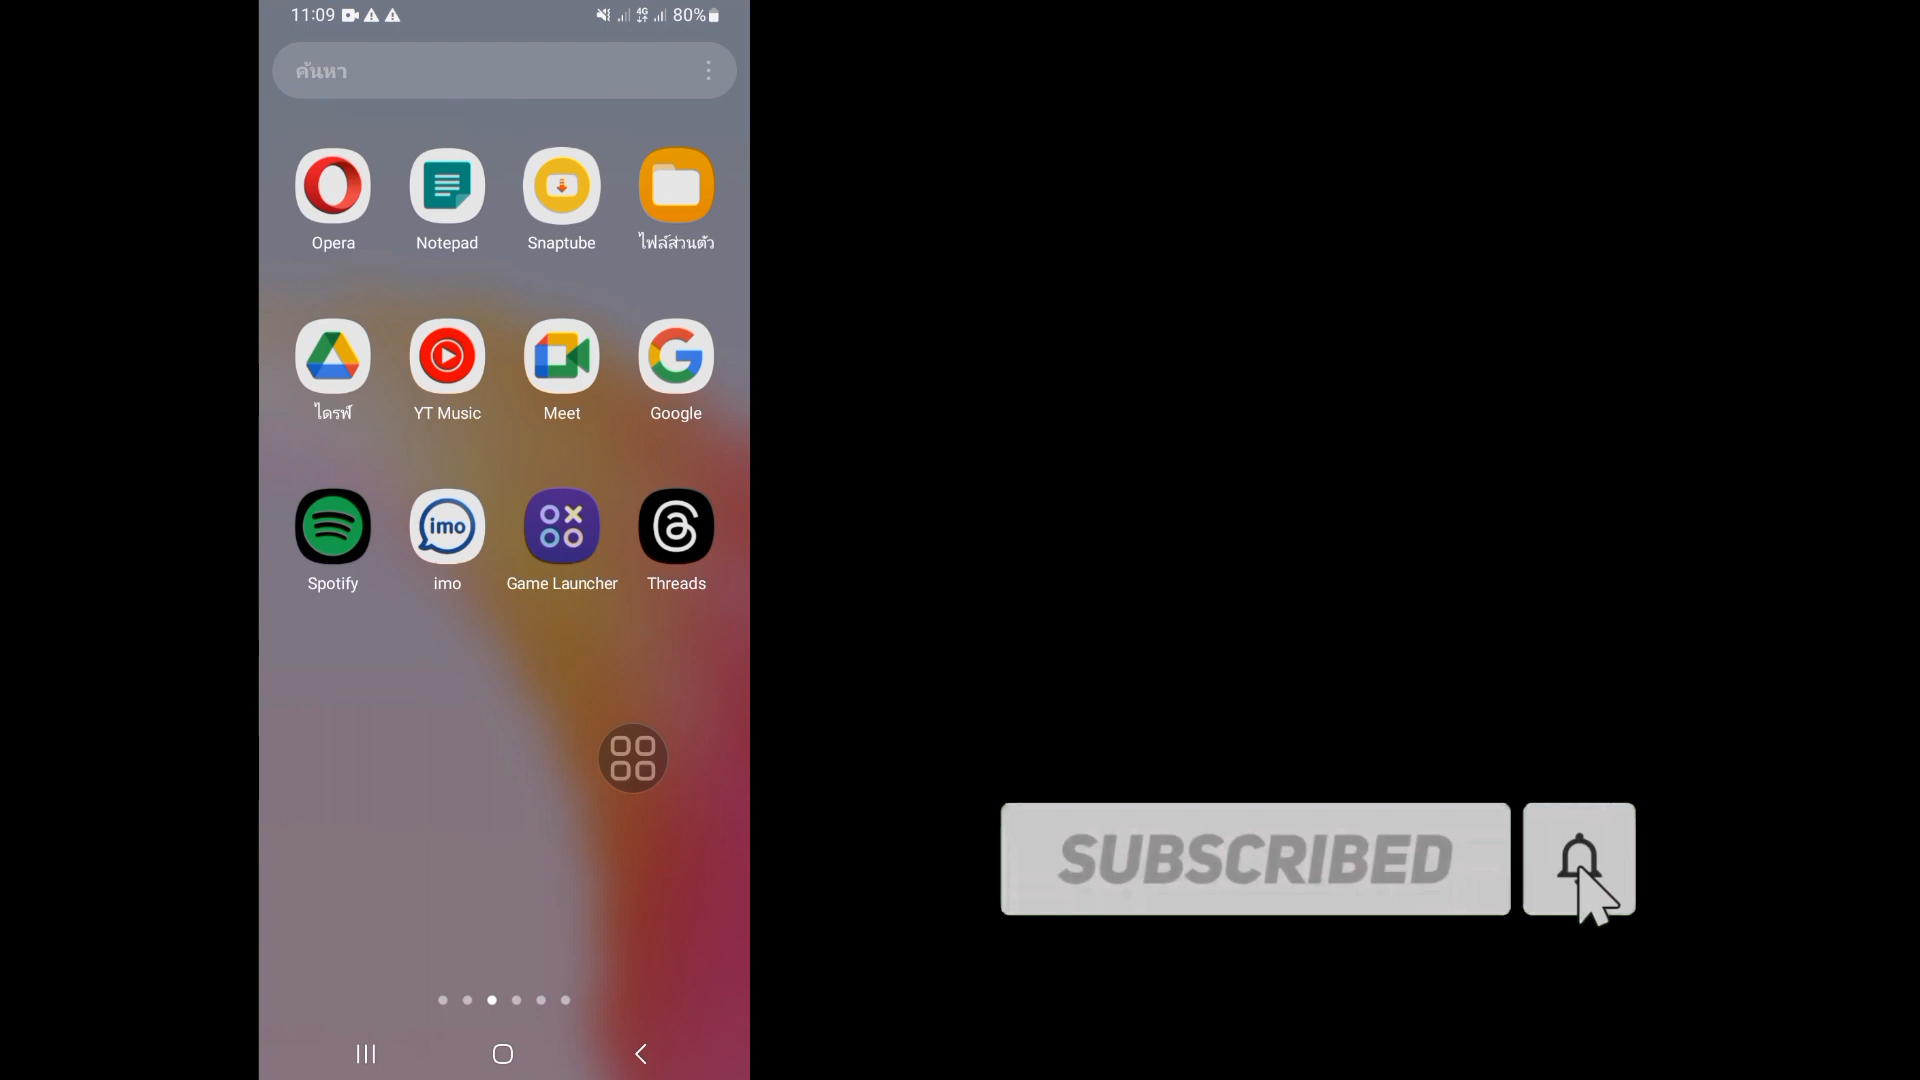 11:09 4G 80%
ค้นหา
Opera Notepad Snaptube ไฟล์ส่วนตัว
ไดรฟ์ YT Music Meet Google
imo
Spotify imo Game Launcher Threads
SUBSCRIBED